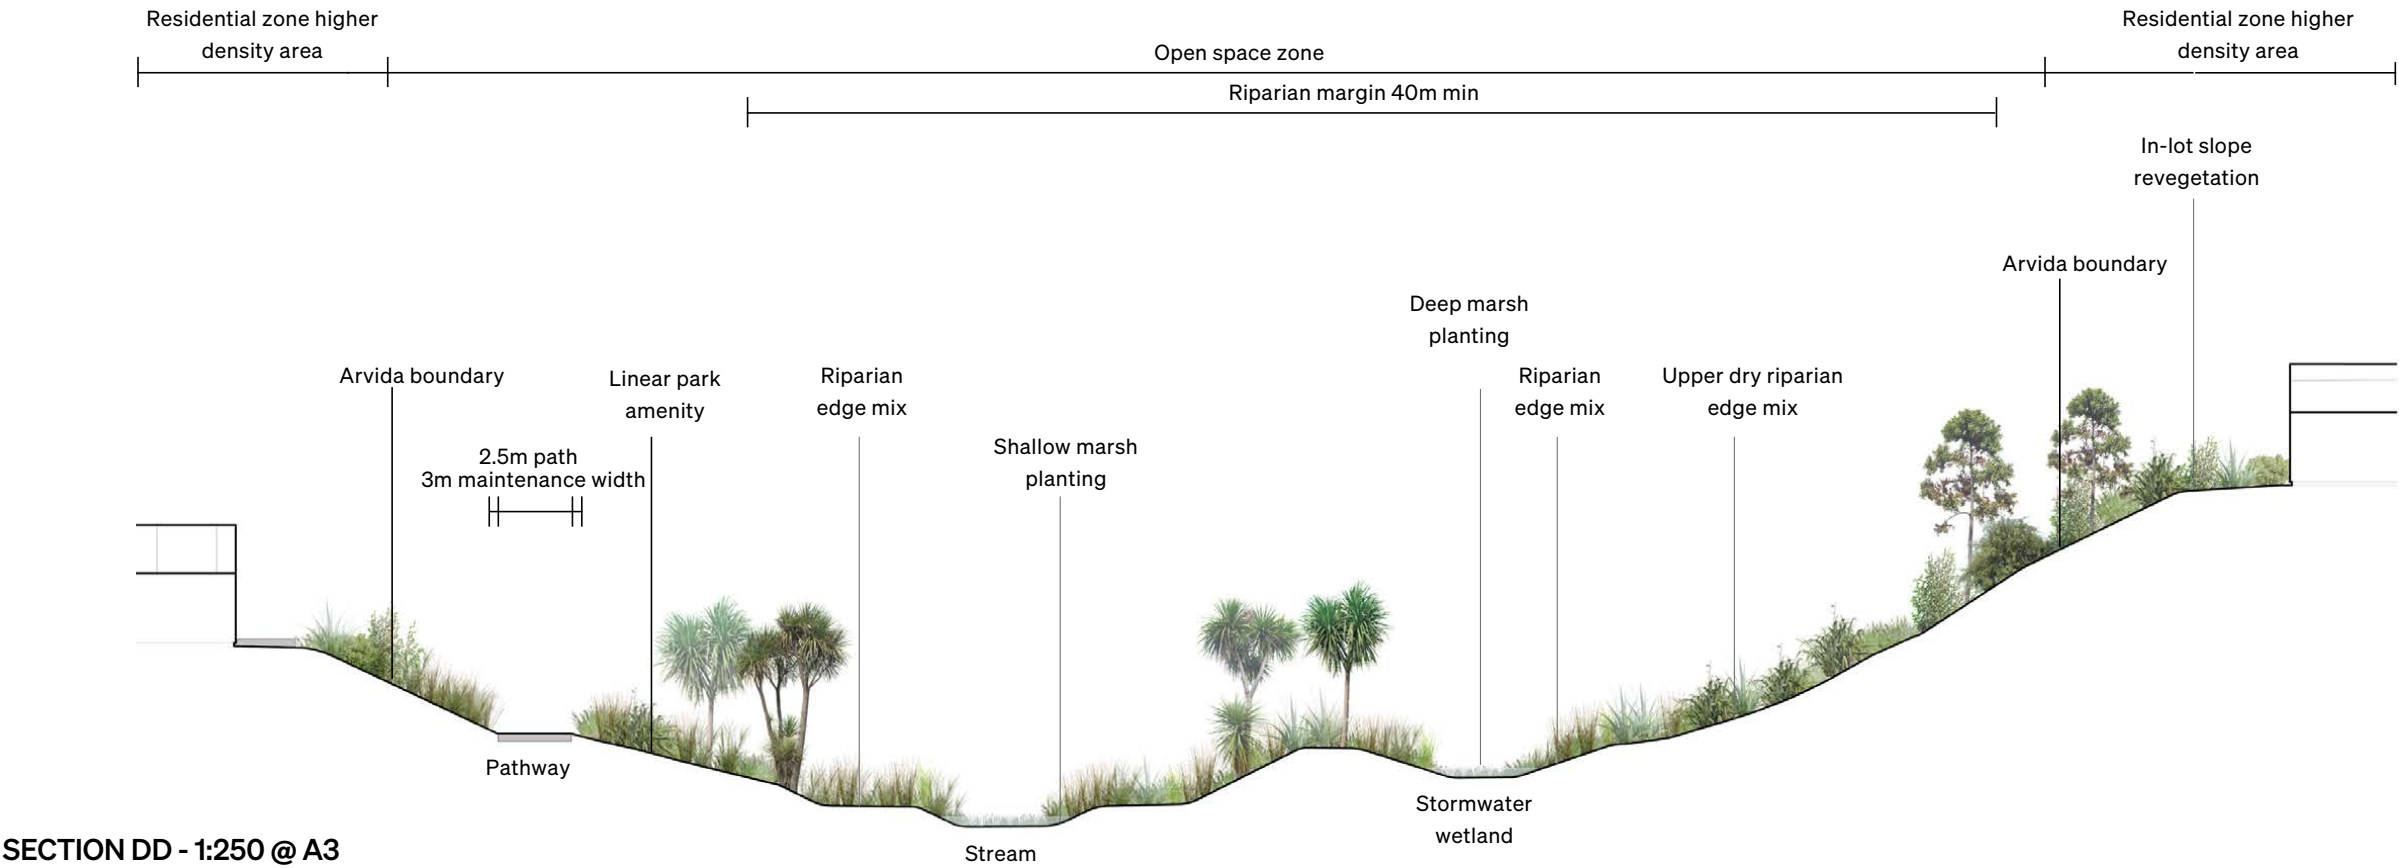 Residential zone higher
density area
Open space zone
Residential zone higher
density area
Riparian margin 40m min
In-lot slope
revegetation
Arvida boundary
Deep marsh
planting
Arvida boundary
Linear park
amenity
Riparian
edge mix
Riparian
edge mix
Upper dry riparian
edge mix
Shallow marsh
planting
2.5m path
3m maintenance width
Pathway
Stormwater
wetland
Stream
SECTION DD - 1:250 @ A3